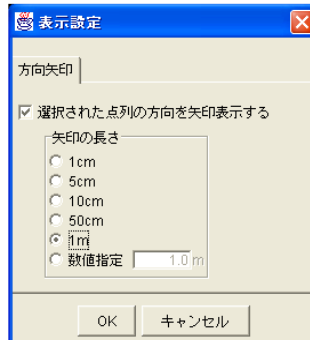 表示設定
方向矢印
選択された点列の方向を矢印表示する
矢印の長さ
1cm
5cm
10cm
50cm
1m
数値指定 1.0 m
OK キャンセル